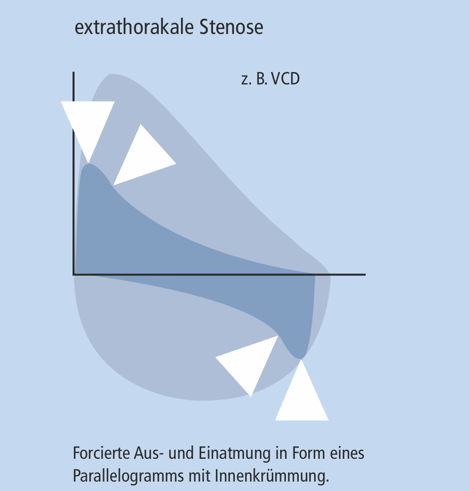 extrathorakale Stenose
z. B. VCD
Forcierte Aus- und Einatmung in Form eines
Parallelogramms mit Innenkrümmung.